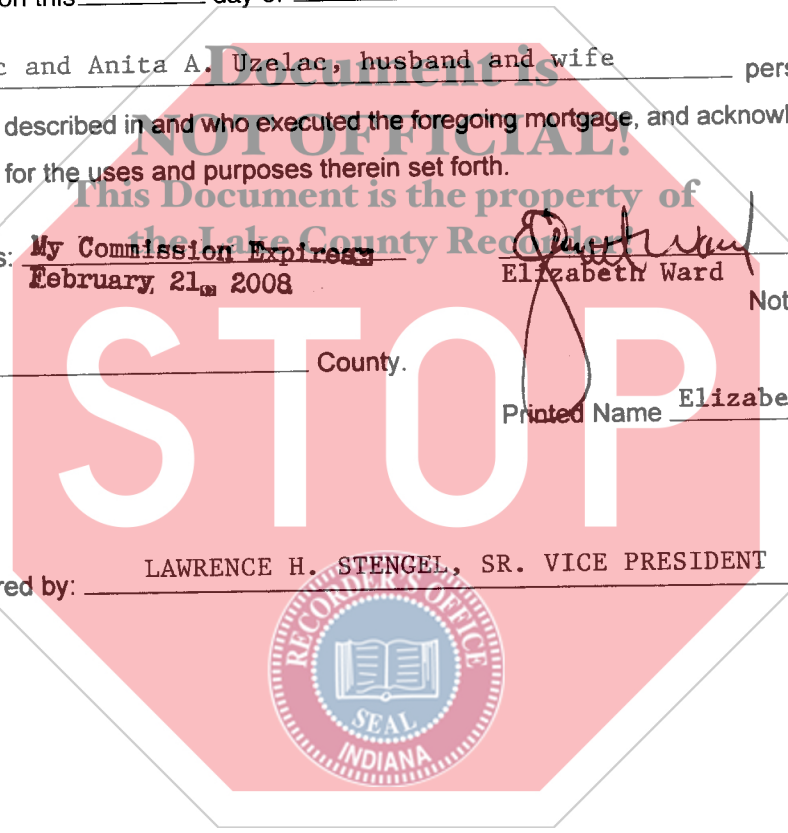 on this day of
c and Anita A. Uzelac, husband and wife pers
Document is
described in and who executed the foregoing mortgage, and acknowl
NOT OFFICIAL!
for the uses and purposes therein set forth.
This Document is the property of
the Lake County Recorder!
s: My Commission Expires:
February 21, 2008
Elizabeth Ward
Not
County.
Printed Name Elizabe
STOP
LAWRENCE H. STENGEL, SR. VICE PRESIDENT
red by:
RECORDER'S OFFICE
SEAL
INDIANA